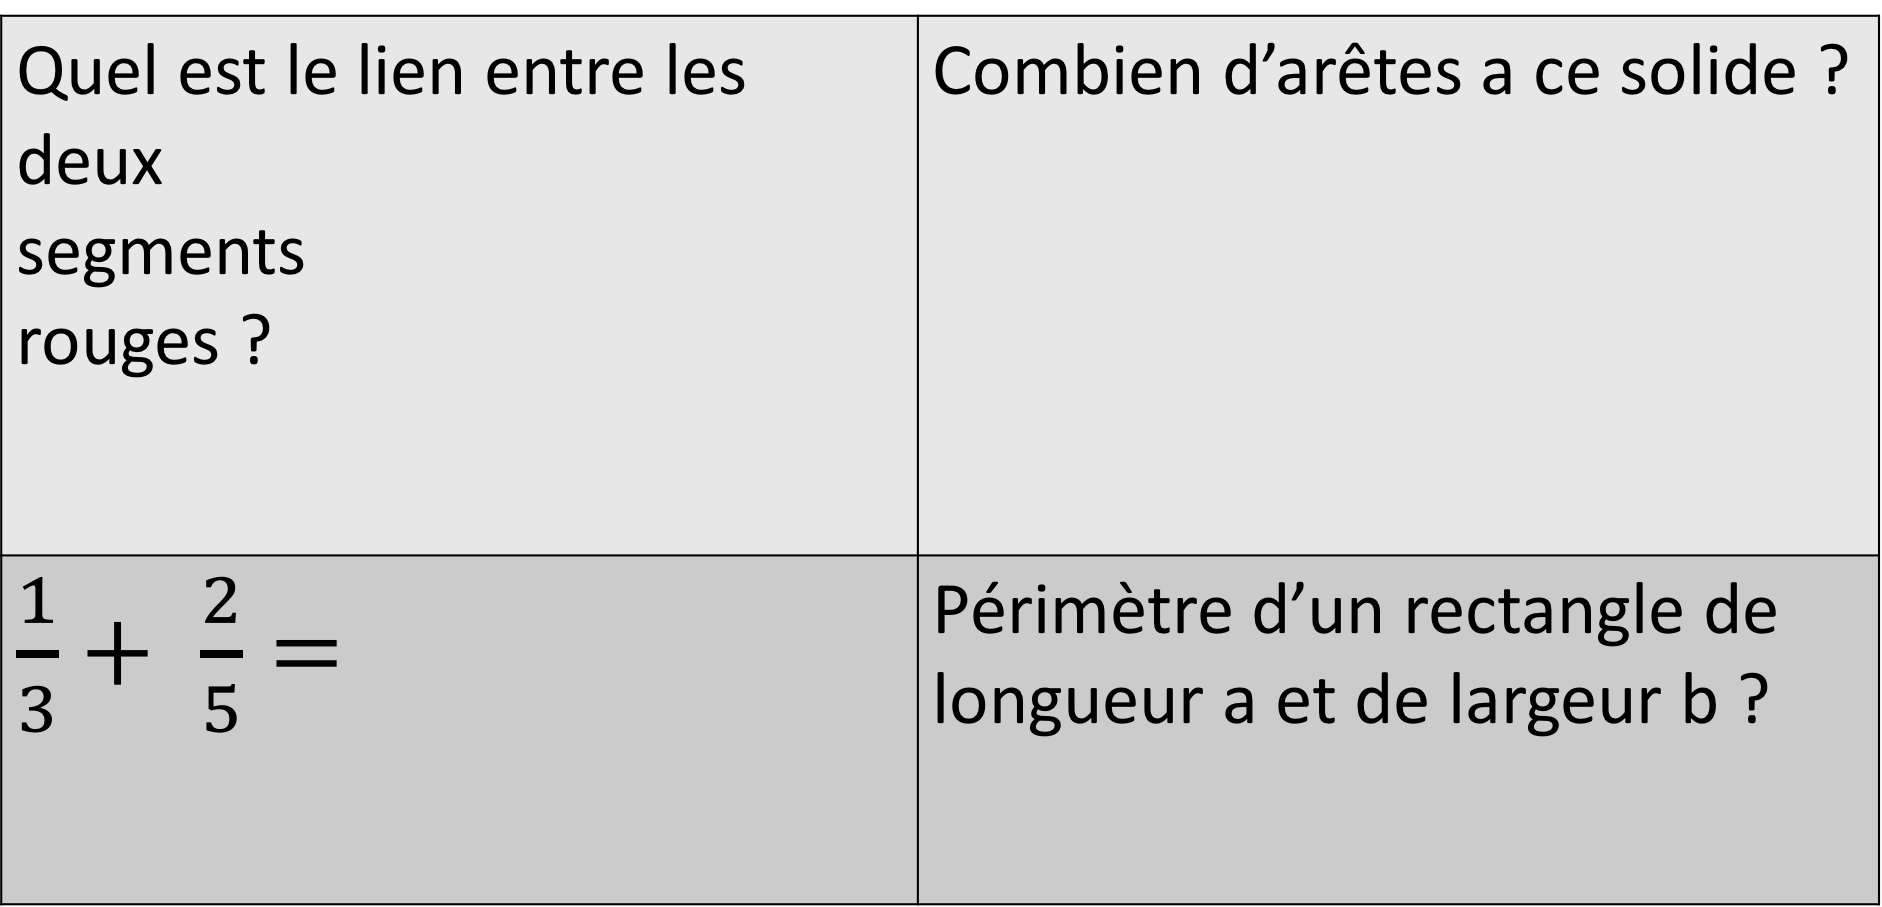 Quel est le lien entre les
deux
segments
rouges ?
Combien d’arêtes a ce solide ?
1/3 + 2/5 =
Périmètre d’un rectangle de
longueur a et de largeur b ?